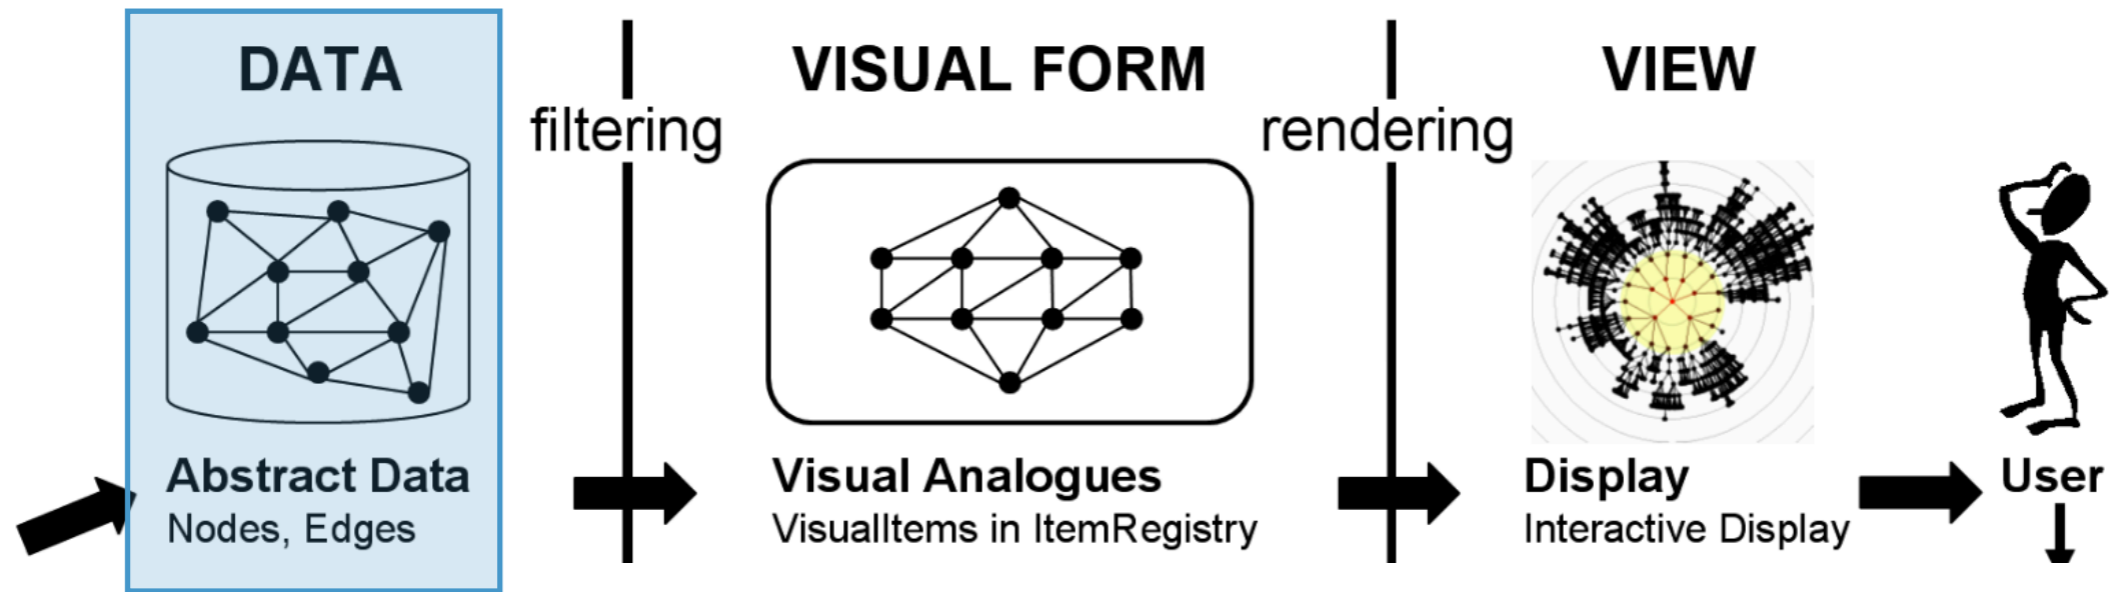 DATA
filtering
VISUAL FORM
rendering
VIEW
Abstract Data
Nodes, Edges
Visual Analogues
VisualItems in ItemRegistry
Display
Interactive Display
User